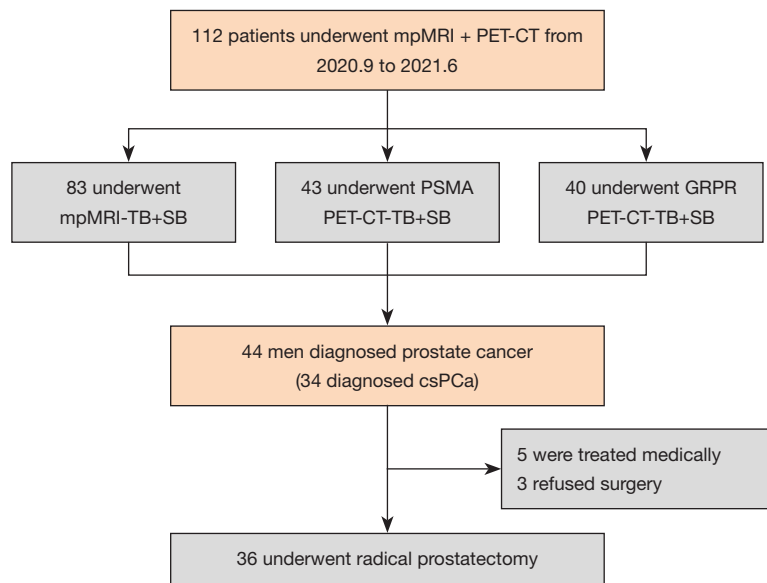 112 patients underwent mpMRI + PET-CT from
2020.9 to 2021.6
83 underwent
mpMRI-TB+SB
43 underwent PSMA
PET-CT-TB+SB
40 underwent GRPR
PET-CT-TB+SB
44 men diagnosed prostate cancer
(34 diagnosed csPCa)
5 were treated medically
3 refused surgery
36 underwent radical prostatectomy